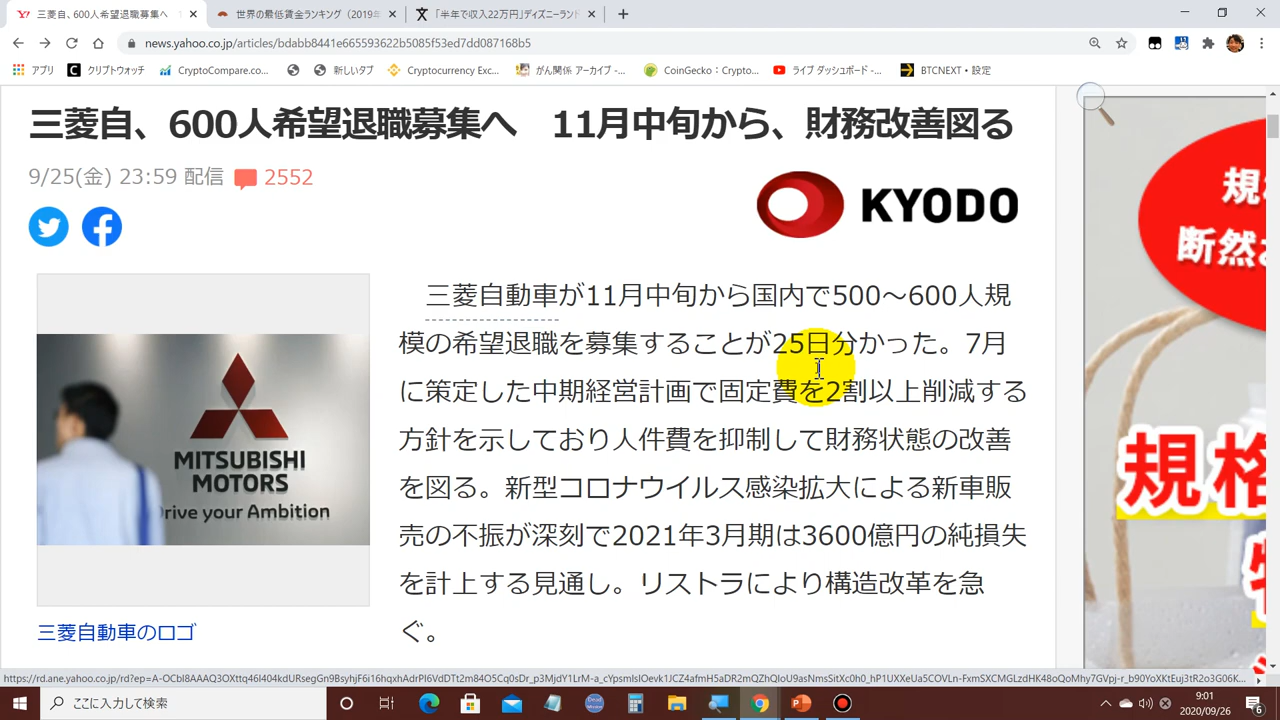 三菱自、600人希望退職募集へ
世界の最低賃金ランキング（2019年
「半年で収入22万円」ディズニーランド
news.yahoo.co.jp/articles/bdabb8441e665593622b5085f53ed7dd087168b5
アプリ
クリプトウォッチ
CryptoCompare.co...
新しいタブ
Cryptocurrency Exc...
がん関係 アーカイブ -...
CoinGecko：Crypto...
ライブ ダッシュボード -...
BTCNEXT・設定
三菱自、600人希望退職募集へ　11月中旬から、財務改善図る
9/25(金) 23:59 配信
2552
KYODO
三菱自動車が11月中旬から国内で500～600人規
模の希望退職を募集することが25日分かった。7月
に策定した中期経営計画で固定費を2割以上削減する
方針を示しており人件費を抑制して財務状態の改善
を図る。新型コロナウイルス感染拡大による新車販
売の不振が深刻で2021年3月期は3600億円の純損失
を計上する見通し。リストラにより構造改革を急
ぐ。
MITSUBISHI
MOTORS
Drive your Ambition
三菱自動車のロゴ
規
断然
規格
ここに入力して検索
9:01
2020/09/26
6